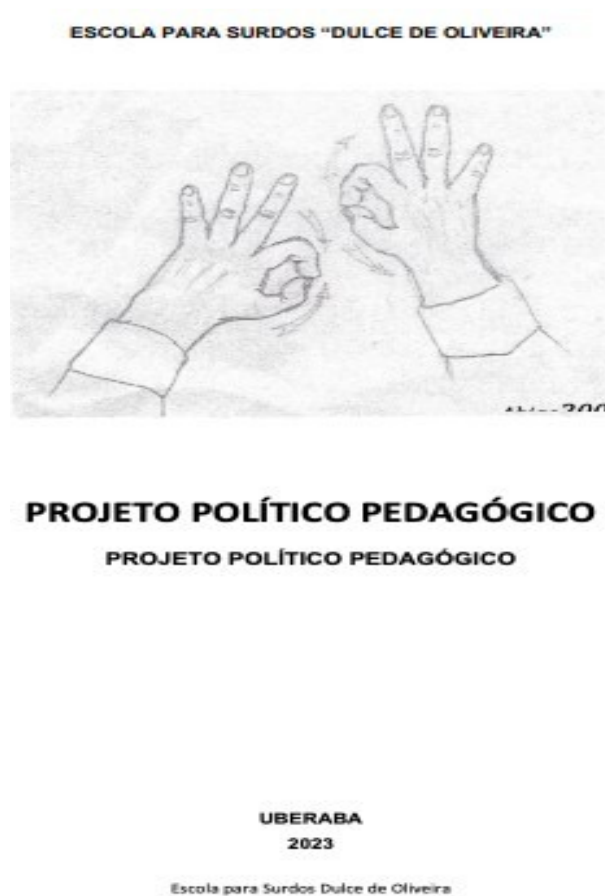 ESCOLA PARA SURDOS “DULCE DE OLIVEIRA”
PROJETO POLÍTICO PEDAGÓGICO
PROJETO POLÍTICO PEDAGÓGICO
UBERABA
2023
Escola para Surdos Dulce de Oliveira